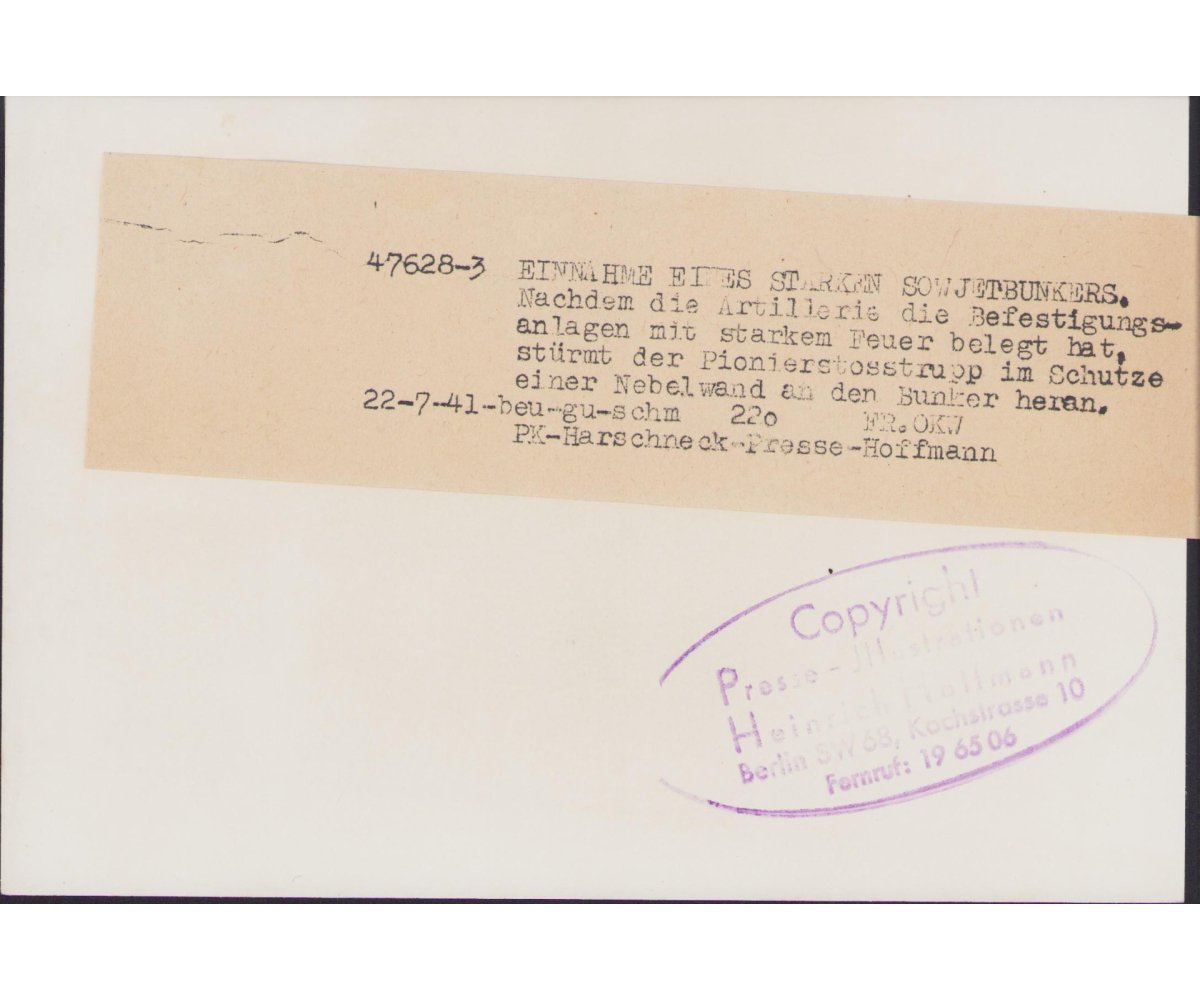 47628-3 EINNAHME EINES STARKEN SOWJETBUNKERS.
Nachdem die Artillerie die Befestigungs-
anlagen mit starkem Feuer belegt hat,
stürmt der Pionierstosstrupp im Schutze
einer Nebelwand an den Bunker heran.
22-7-41-beu-gu-schm 22o FR.OKW
PK-Harschneck-Presse-Hoffmann
Copyright
Presse-Illustrationen
Heinrich Hoffmann
Berlin SW 68, Kochstrasse 10
Fernruf: 19 65 06